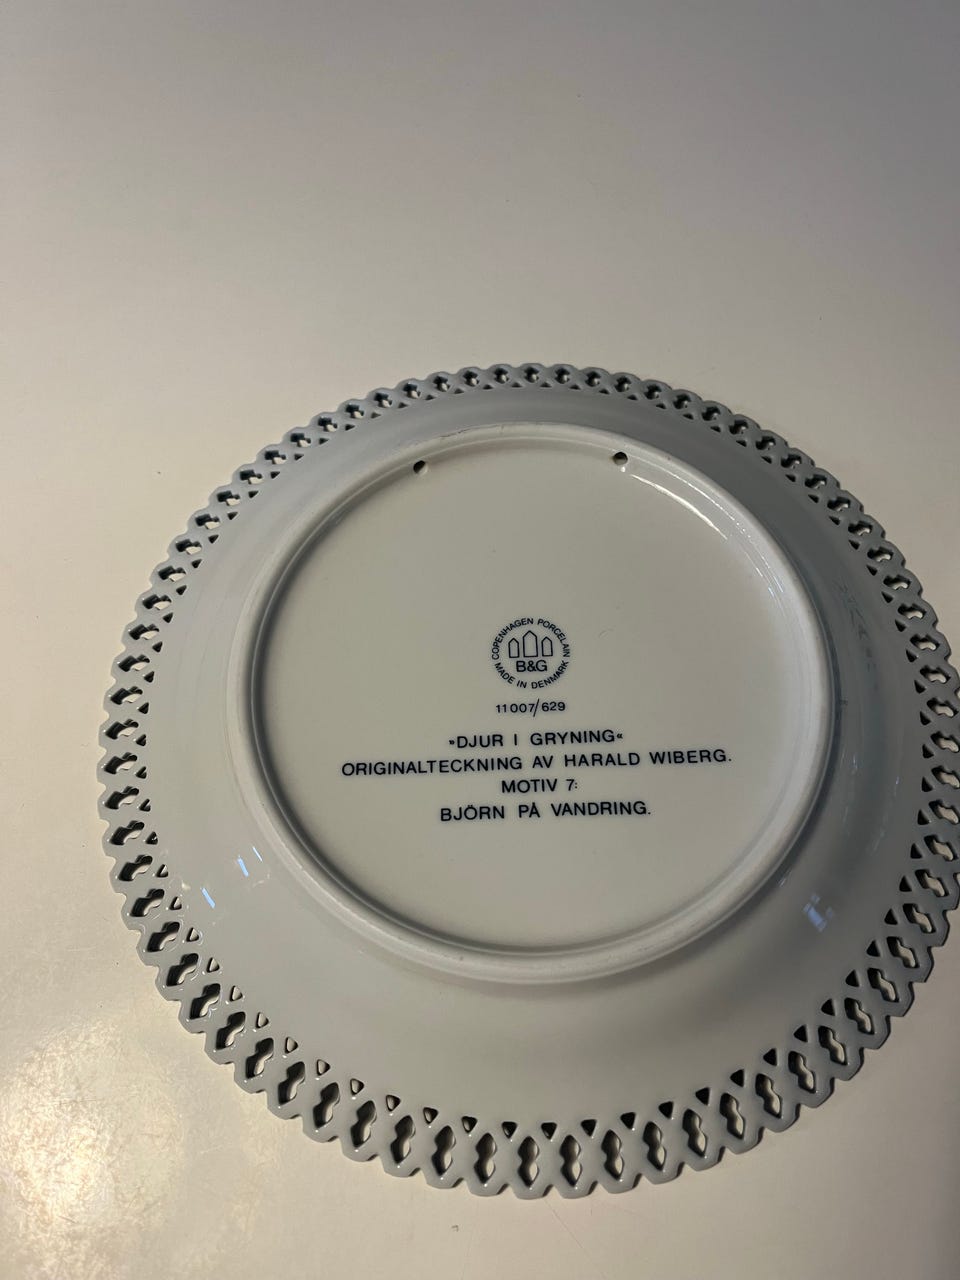 COPENHAGEN PORCELAIN
B&G
MADE IN DENMARK
11007/629
»DJUR I GRYNING«
ORIGINALTECKNING AV HARALD WIBERG.
MOTIV 7:
BJÖRN PÅ VANDRING.